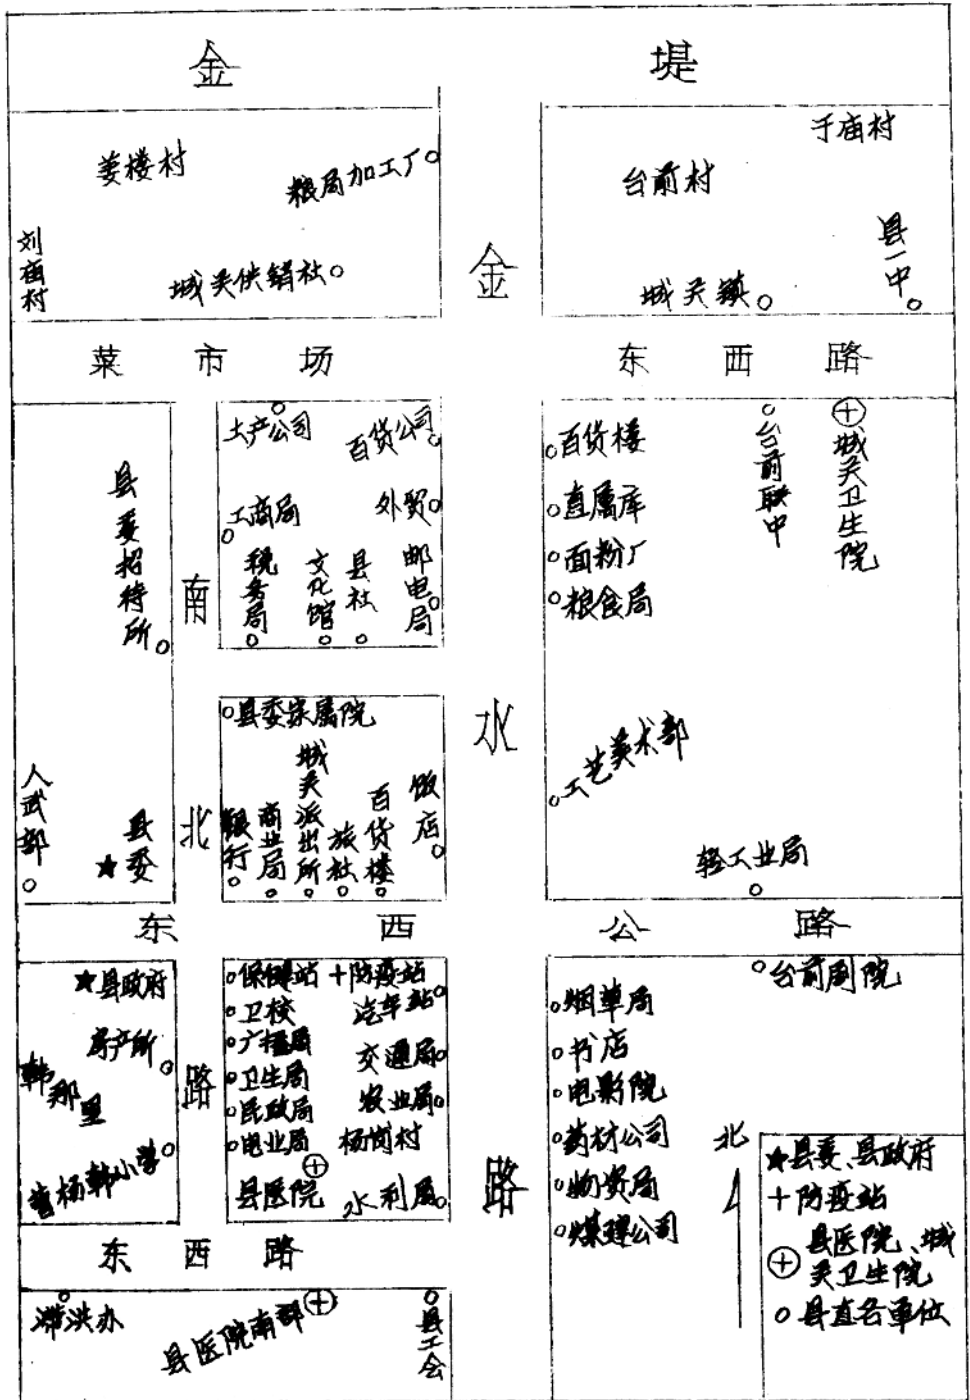 金堤
姜楼村
粮局加工厂
刘庙村
城关供销社
金
于庙村
台前村
县一中
城关镇
菜市场
东西路
县委招待所
人武部
县委
南
北
土产公司
百货公司
工商局
外贸
税务局
文化馆
县社
邮电局
县委家属院
银行
商业局
城关派出所
旅社
百货楼
饭店
水
百货楼
直属库
面粉厂
粮食局
台前联中
城关卫生院
工艺美术部
轻工业局
东西公路
县政府
房产所
韩那里
曹杨韩小学
路
保健站
防疫站
卫校
汽车站
广播局
卫生局
交通局
民政局
农业局
电业局
杨岗村
县医院
水利局
路
台前剧院
烟草局
书店
电影院
药材公司
物资局
煤建公司
北
县委、县政府
防疫站
县医院、城
关卫生院
县直各单位
东西路
滞洪办
县医院南部
县工会